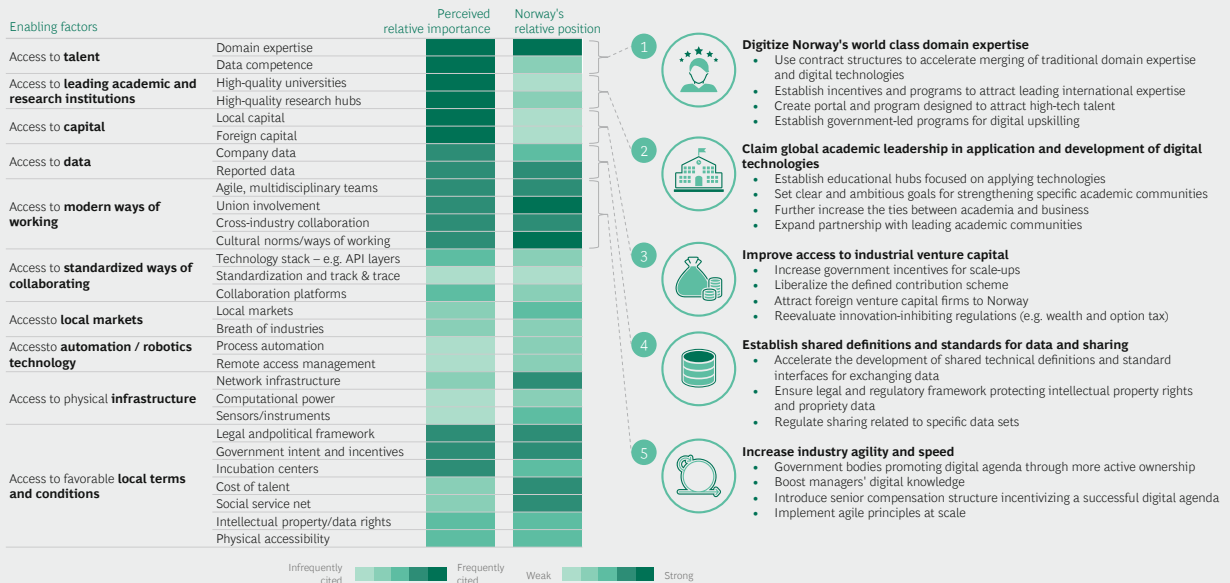 Enabling factors
Perceived
relative importance
Norway's
relative position
Access to talent
Domain expertise
Data competence
Access to leading academic and
research institutions
High-quality universities
High-quality research hubs
Access to capital
Local capital
Foreign capital
Access to data
Company data
Reported data
Access to modern ways of
working
Agile, multidisciplinary teams
Union involvement
Cross-industry collaboration
Cultural norms/ways of working
Access to standardized ways of
collaborating
Technology stack – e.g. API layers
Standardization and track & trace
Collaboration platforms
Accessto local markets
Local markets
Breath of industries
Accessto automation / robotics
technology
Process automation
Remote access management
Access to physical infrastructure
Network infrastructure
Computational power
Sensors/instruments
Access to favorable local terms
and conditions
Legal andpolitical framework
Government intent and incentives
Incubation centers
Cost of talent
Social service net
Intellectual property/data rights
Physical accessibility
Infrequently
cited
Frequently
cited
Weak
Strong
1
Digitize Norway's world class domain expertise
• Use contract structures to accelerate merging of traditional domain expertise
and digital technologies
• Establish incentives and programs to attract leading international expertise
• Create portal and program designed to attract high-tech talent
• Establish government-led programs for digital upskilling
2
Claim global academic leadership in application and development of digital
technologies
• Establish educational hubs focused on applying technologies
• Set clear and ambitious goals for strengthening specific academic communities
• Further increase the ties between academia and business
• Expand partnership with leading academic communities
3
Improve access to industrial venture capital
• Increase government incentives for scale-ups
• Liberalize the defined contribution scheme
• Attract foreign venture capital firms to Norway
• Reevaluate innovation-inhibiting regulations (e.g. wealth and option tax)
4
Establish shared definitions and standards for data and sharing
• Accelerate the development of shared technical definitions and standard
interfaces for exchanging data
• Ensure legal and regulatory framework protecting intellectual property rights
and propriety data
• Regulate sharing related to specific data sets
5
Increase industry agility and speed
• Government bodies promoting digital agenda through more active ownership
• Boost managers' digital knowledge
• Introduce senior compensation structure incentivizing a successful digital agenda
• Implement agile principles at scale